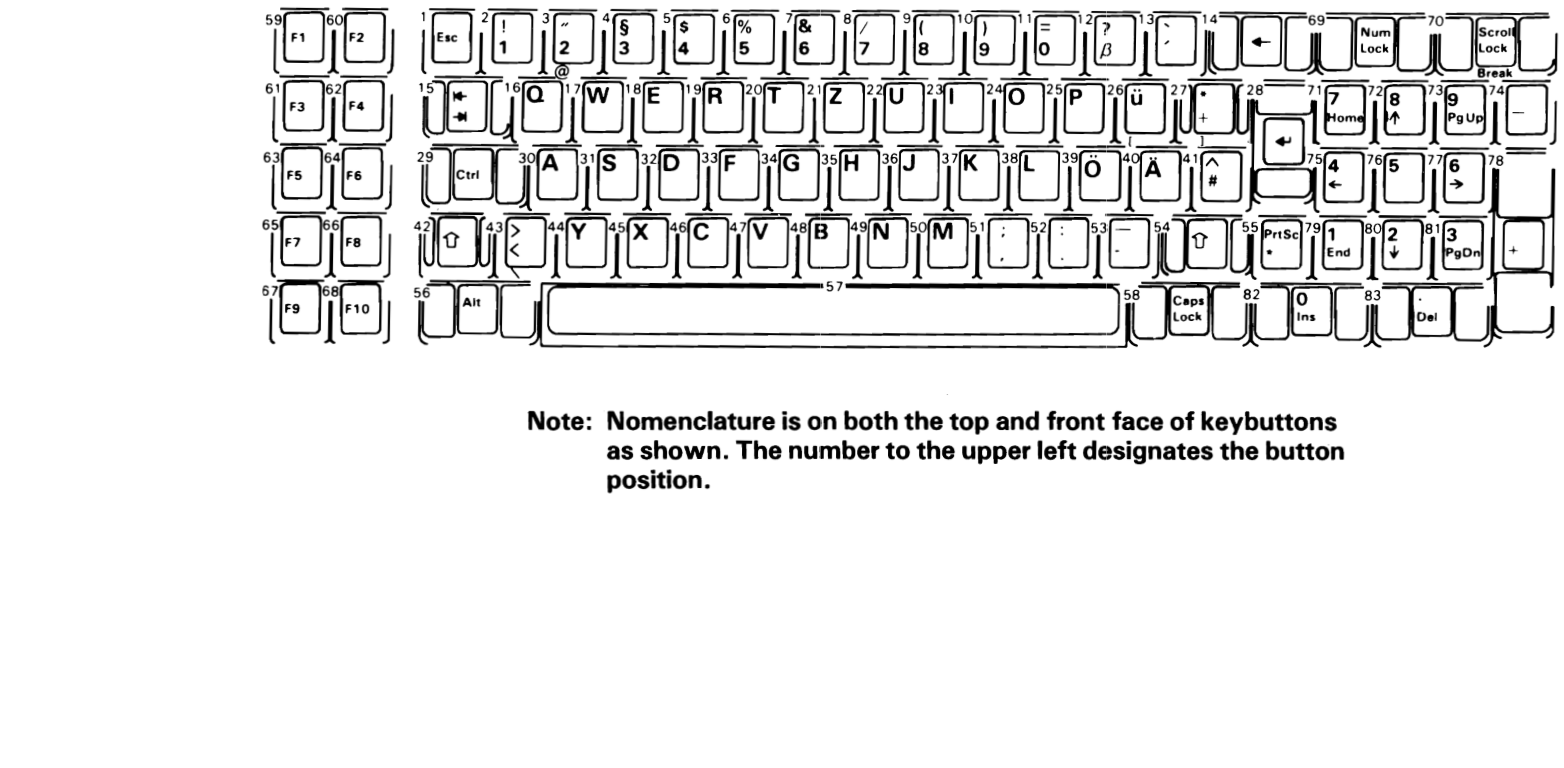 59 F1 60 F2 1 Esc 2 ! 1 3 ″ 2 @ 4 § 3 5 $ 4 6 % 5 7 & 6 8 / 7 9 ( 8 10 ) 9 11 = 0 12 ? β 13 ` ´ 14 ← 69 Num Lock 70 Scroll Lock Break
61 F3 62 F4 15 ⇤ ⇥ 16 Q 17 W 18 E 19 R 20 T 21 Z 22 U 23 I 24 O 25 P 26 ü [ 27 * + ] 28 ↵ 71 7 Home 72 8 ↑ 73 9 PgUp 74 —
63 F5 64 F6 29 Ctrl 30 A 31 S 32 D 33 F 34 G 35 H 36 J 37 K 38 L 39 Ö 40 Ä 41 ^ # 75 4 ← 76 5 77 6 → 78 +
65 F7 66 F8 42 ⇧ 43 > < \ 44 Y 45 X 46 C 47 V 48 B 49 N 50 M 51 ; , 52 : . 53 — - 54 ⇧ 55 PrtSc * 79 1 End 80 2 ↓ 81 3 PgDn
67 F9 68 F10 56 Alt 57 58 Caps Lock 82 0 Ins 83 . Del
Note: Nomenclature is on both the top and front face of keybuttons
as shown. The number to the upper left designates the button
position.